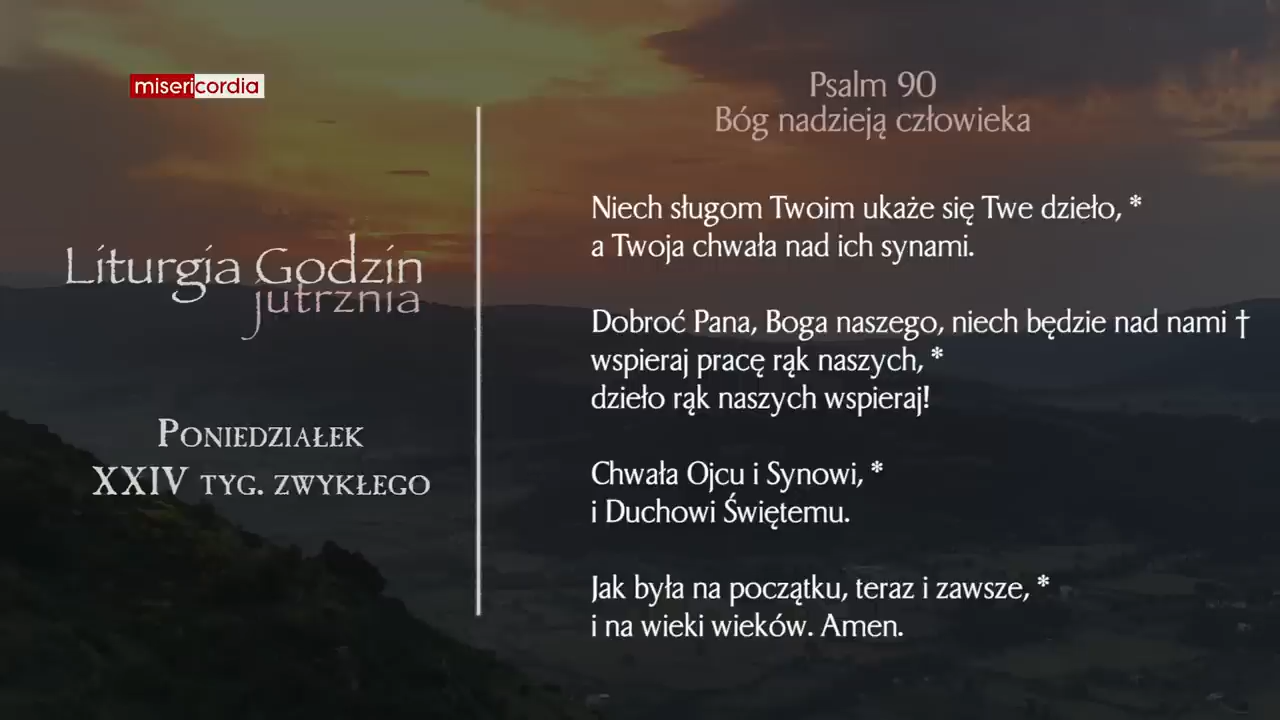 misericordia
Liturgia Godzin
jutrznia
Poniedziałek
XXIV tyg. zwykłego
Psalm 90
Bóg nadzieją człowieka
Niech sługom Twoim ukaże się Twe dzieło, *
a Twoja chwała nad ich synami.
Dobroć Pana, Boga naszego, niech będzie nad nami †
wspieraj pracę rąk naszych, *
dzieło rąk naszych wspieraj!
Chwała Ojcu i Synowi, *
i Duchowi Świętemu.
Jak była na początku, teraz i zawsze, *
i na wieki wieków. Amen.